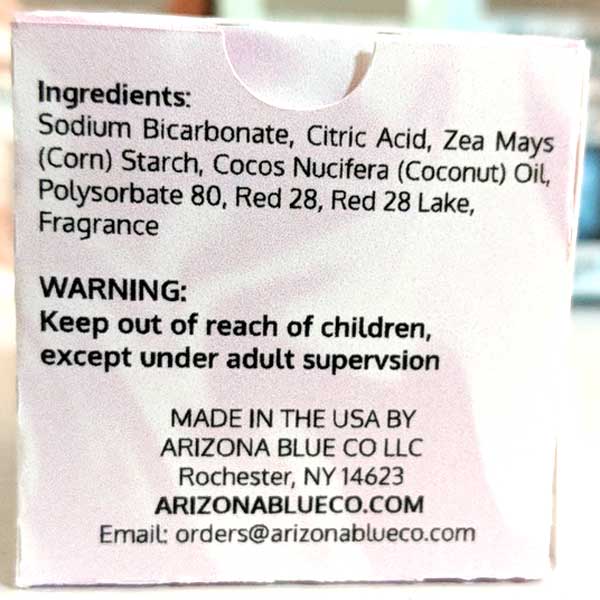 Ingredients:
Sodium Bicarbonate, Citric Acid, Zea Mays
(Corn) Starch, Cocos Nucifera (Coconut) Oil,
Polysorbate 80, Red 28, Red 28 Lake,
Fragrance
WARNING:
Keep out of reach of children,
except under adult supervsion
MADE IN THE USA BY
ARIZONA BLUE CO LLC
Rochester, NY 14623
ARIZONABLUECO.COM
Email: orders@arizonablueco.com